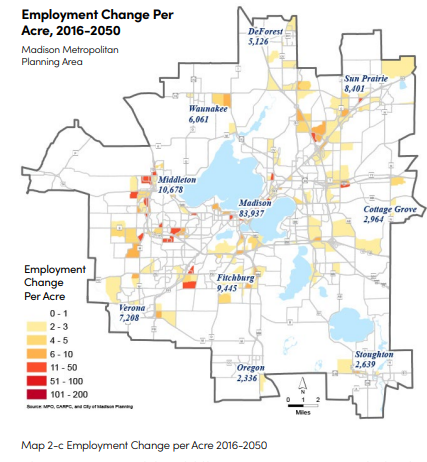 Employment Change Per
Acre, 2016-2050
Madison Metropolitan
Planning Area
DeForest
5,126
Sun Prairie
8,401
Waunakee
6,061
Middleton
10,678
Madison
83,937
Cottage Grove
2,964
Fitchburg
9,445
Verona
7,208
Oregon
2,336
Stoughton
2,639
Employment
Change
Per Acre
0 - 1
2 - 3
4 - 5
6 - 10
11 - 50
51 - 100
101 - 200
Source: MPO, CARPC, and City of Madison Planning
N
0 1 2
Miles
Map 2-c Employment Change per Acre 2016-2050